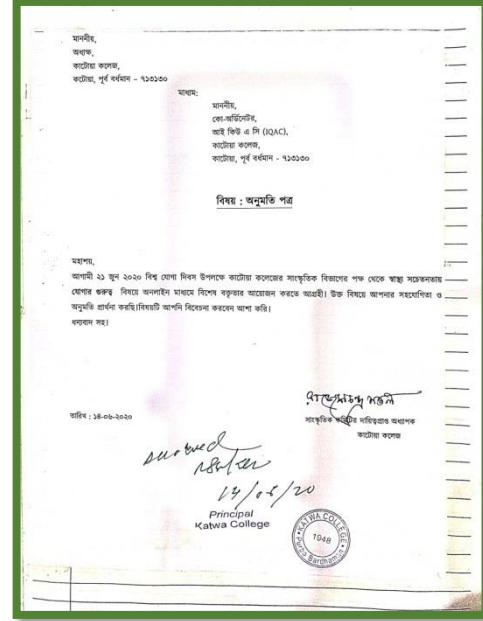 মাননীয়,
অধ্যক্ষ,
কাটোয়া কলেজ,
কটোয়া, পূর্ব বর্ধমান – ৭১৩১৩০
মাধ্যম:
মাননীয়,
কো-অর্ডিনেটর,
আই কিউ এ সি (IQAC),
কাটোয়া কলেজ,
কাটোয়া, পূর্ব বর্ধমান - ৭১৩১৩০
বিষয় : অনুমতি পত্র
মহাশয়,
আগামী ২১ জুন ২০২০ বিশ্ব যোগা দিবস উপলক্ষে কাটোয়া কলেজের সাংস্কৃতিক বিভাগের পক্ষ থেকে স্বাস্থ্য সচেতনতায়
যোগার গুরুত্ব বিষয়ে অনলাইন মাধ্যমে বিশেষ বক্তৃতার আয়োজন করতে আগ্রহী। উক্ত বিষয়ে আপনার সহযোগিতা ও
অনুমতি প্রার্থনা করছি।বিষয়টি আপনি বিবেচনা করবেন আশা করি।
ধন্যবাদ সহ।
তারিখ : ১৪-০৬-২০২০
সাংস্কৃতিক কমিটির দায়িত্বপ্রাপ্ত অধ্যাপক
কাটোয়া কলেজ
14/06/20
Principal
Katwa College
KATWA COLLEGE
1948
Purba Bardhaman